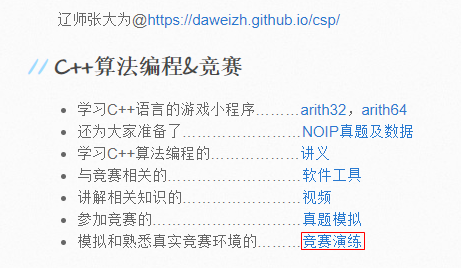 辽师张大为@https://daweizh.github.io/csp/
// C++算法编程&竞赛
• 学习C++语言的游戏小程序………arith32，arith64
• 还为大家准备了……………………NOIP真题及数据
• 学习C++算法编程的………………讲义
• 与竞赛相关的………………………软件工具
• 讲解相关知识的……………………视频
• 参加竞赛的…………………………真题模拟
• 模拟和熟悉真实竞赛环境的………竞赛演练